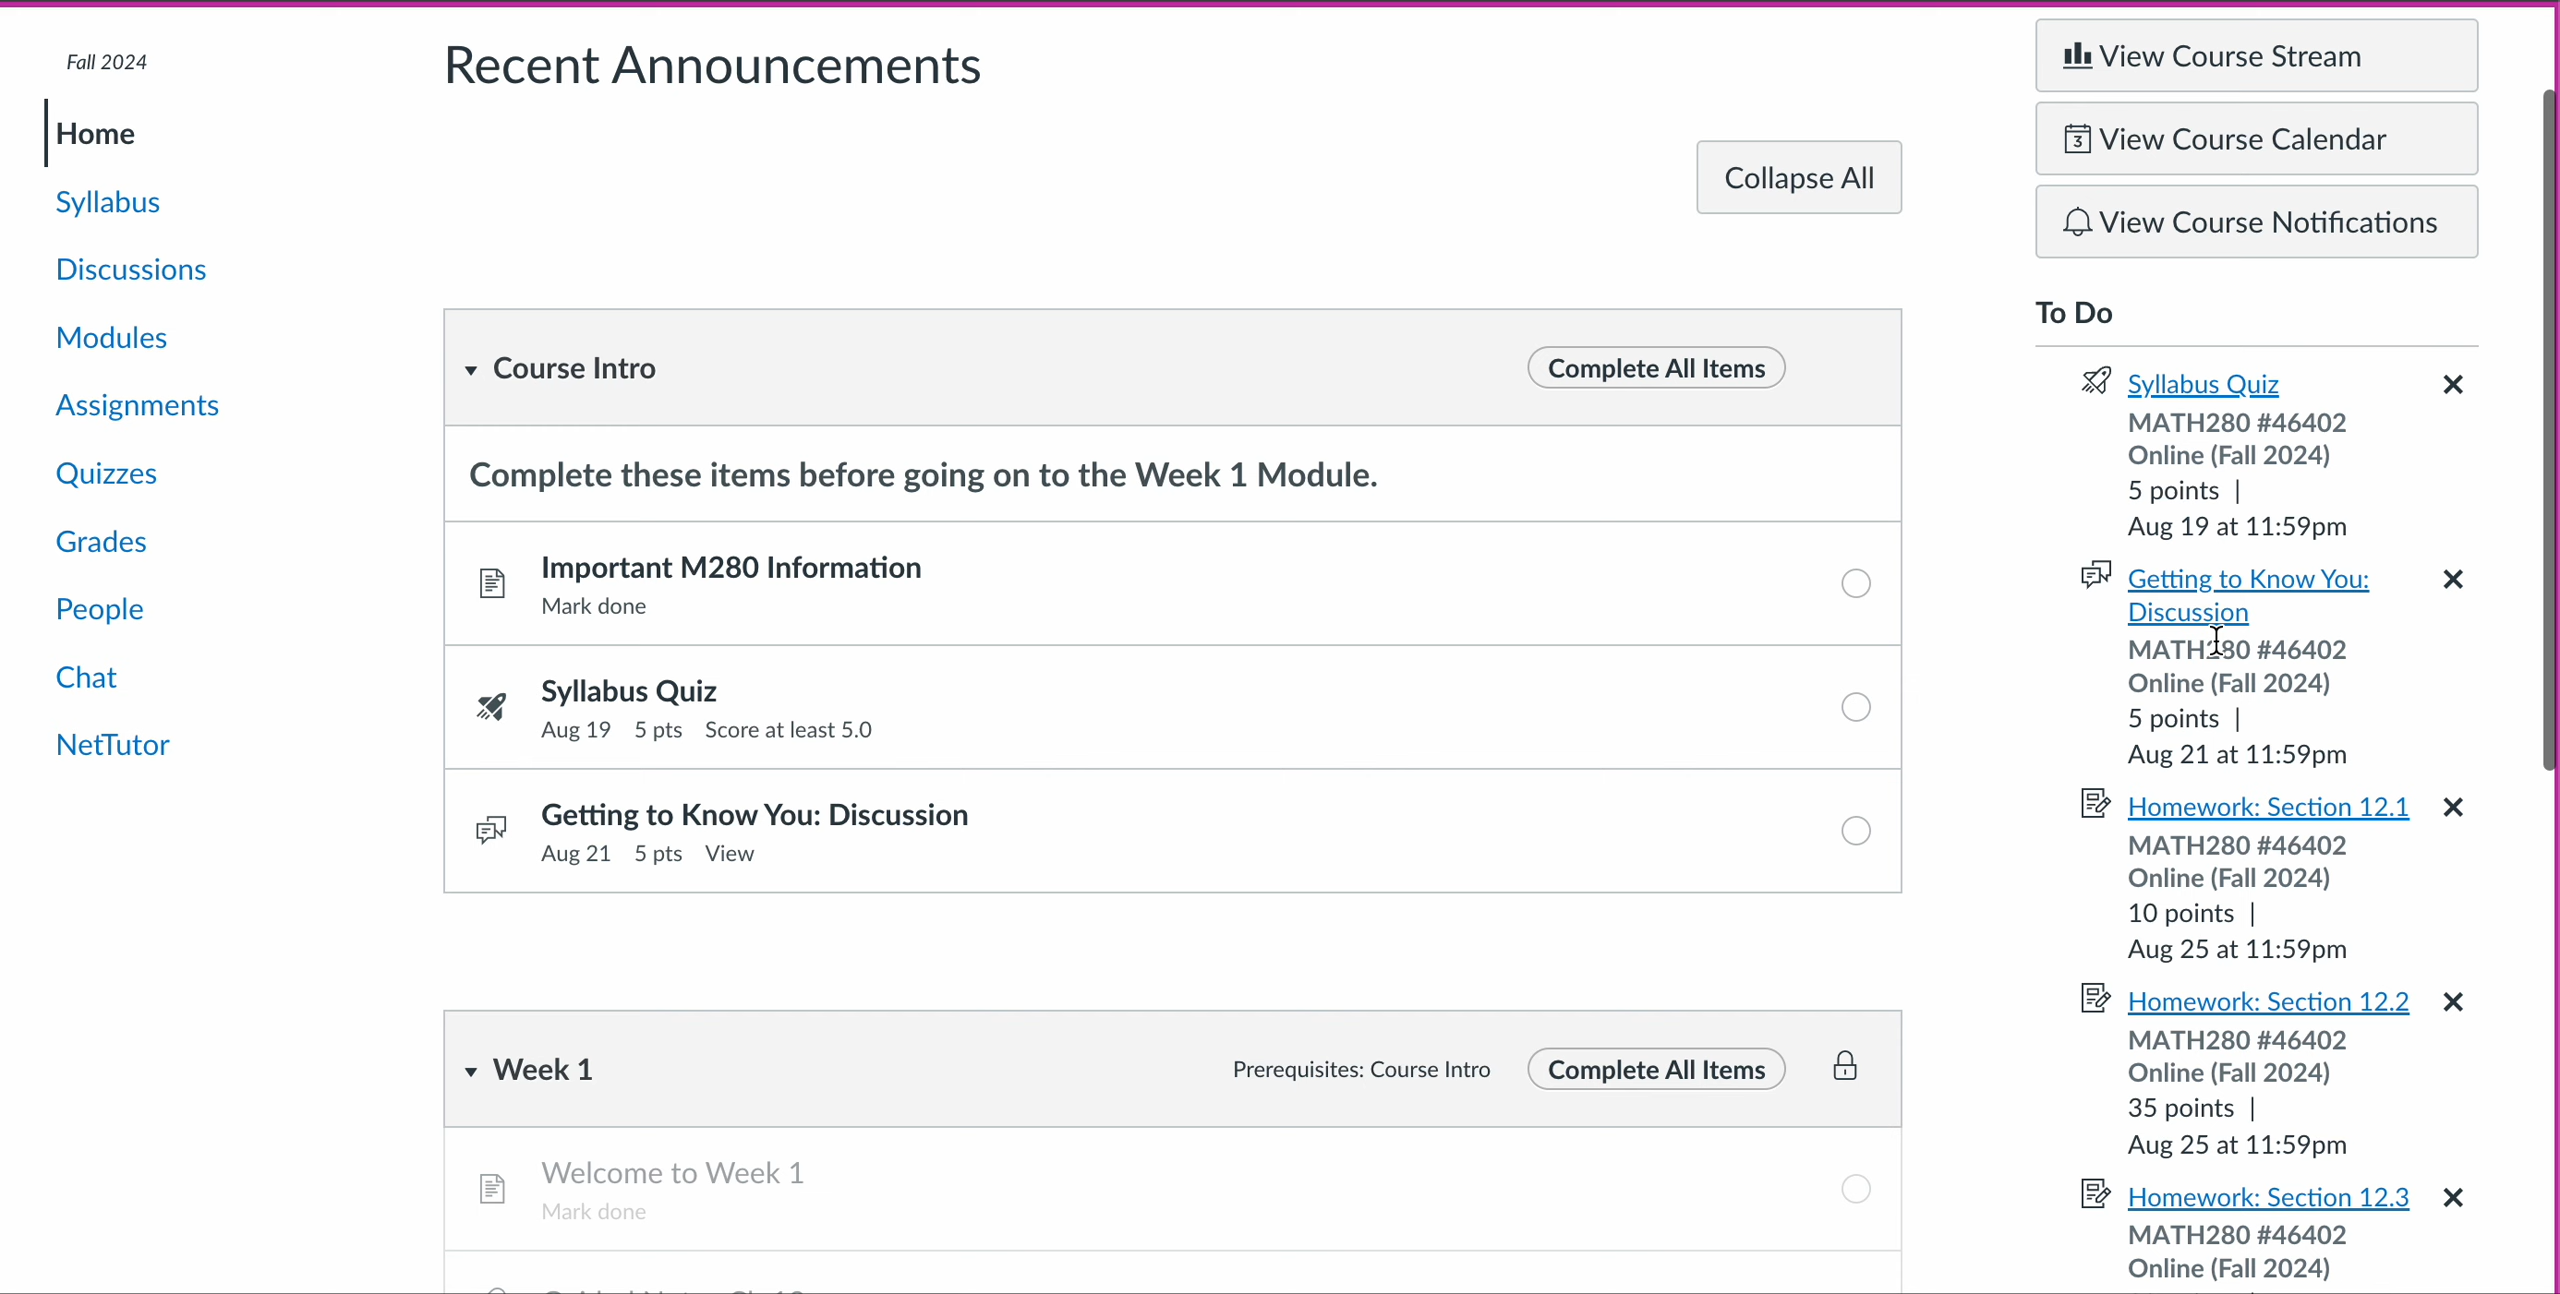 Fall 2024
Home
Syllabus
Discussions
Modules
Assignments
Quizzes
Grades
People
Chat
NetTutor
Recent Announcements
Collapse All
Course Intro
Complete All Items
Complete these items before going on to the Week 1 Module.
Important M280 Information
Mark done
Syllabus Quiz
Aug 19 5 pts Score at least 5.0
Getting to Know You: Discussion
Aug 21 5 pts View
Week 1
Prerequisites: Course Intro
Complete All Items
Welcome to Week 1
Mark done
View Course Stream
3 View Course Calendar
View Course Notifications
To Do
Syllabus Quiz
MATH280 #46402
Online (Fall 2024)
5 points |
Aug 19 at 11:59pm
Getting to Know You:
Discussion
MATH280 #46402
Online (Fall 2024)
5 points |
Aug 21 at 11:59pm
Homework: Section 12.1
MATH280 #46402
Online (Fall 2024)
10 points |
Aug 25 at 11:59pm
Homework: Section 12.2
MATH280 #46402
Online (Fall 2024)
35 points |
Aug 25 at 11:59pm
Homework: Section 12.3
MATH280 #46402
Online (Fall 2024)